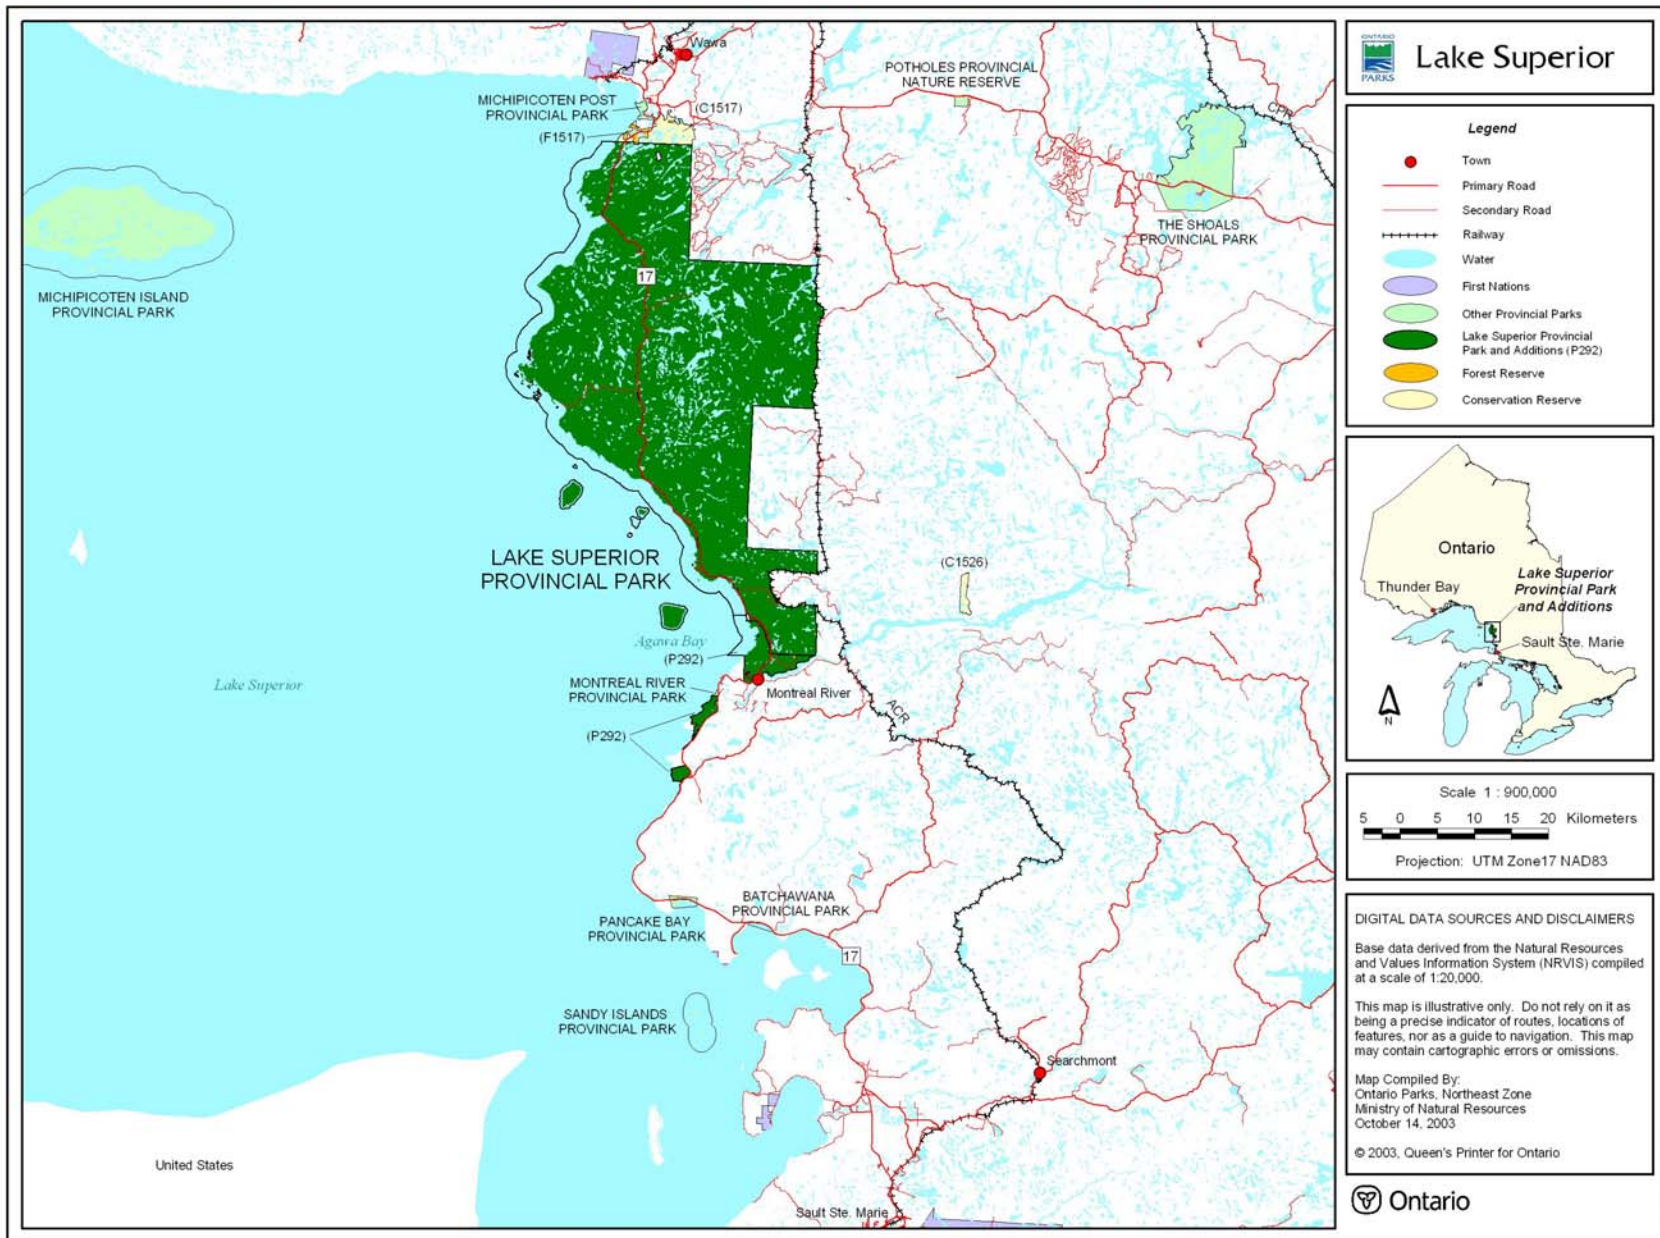 Wawa
POTHOLES PROVINCIAL
NATURE RESERVE
CPR
MICHIPICOTEN POST
PROVINCIAL PARK
(C1517)
(F1517)
THE SHOALS
PROVINCIAL PARK
MICHIPICOTEN ISLAND
PROVINCIAL PARK
17
LAKE SUPERIOR
PROVINCIAL PARK
(C1526)
Agawa Bay
(P292)
Lake Superior
MONTREAL RIVER
PROVINCIAL PARK
Montreal River
ACR
(P292)
BATCHAWANA
PROVINCIAL PARK
PANCAKE BAY
PROVINCIAL PARK
17
SANDY ISLANDS
PROVINCIAL PARK
Searchmont
United States
Sault Ste. Marie
ONTARIO
PARKS
Lake Superior
Legend
Town
Primary Road
Secondary Road
Railway
Water
First Nations
Other Provincial Parks
Lake Superior Provincial
Park and Additions (P292)
Forest Reserve
Conservation Reserve
Ontario
Lake Superior
Provincial Park
and Additions
Thunder Bay
Sault Ste. Marie
N
Scale 1 : 900,000
5 0 5 10 15 20 Kilometers
Projection: UTM Zone17 NAD83
DIGITAL DATA SOURCES AND DISCLAIMERS
Base data derived from the Natural Resources
and Values Information System (NRVIS) compiled
at a scale of 1:20,000.
This map is illustrative only. Do not rely on it as
being a precise indicator of routes, locations of
features, nor as a guide to navigation. This map
may contain cartographic errors or omissions.
Map Compiled By:
Ontario Parks, Northeast Zone
Ministry of Natural Resources
October 14, 2003
© 2003, Queen's Printer for Ontario
Ontario